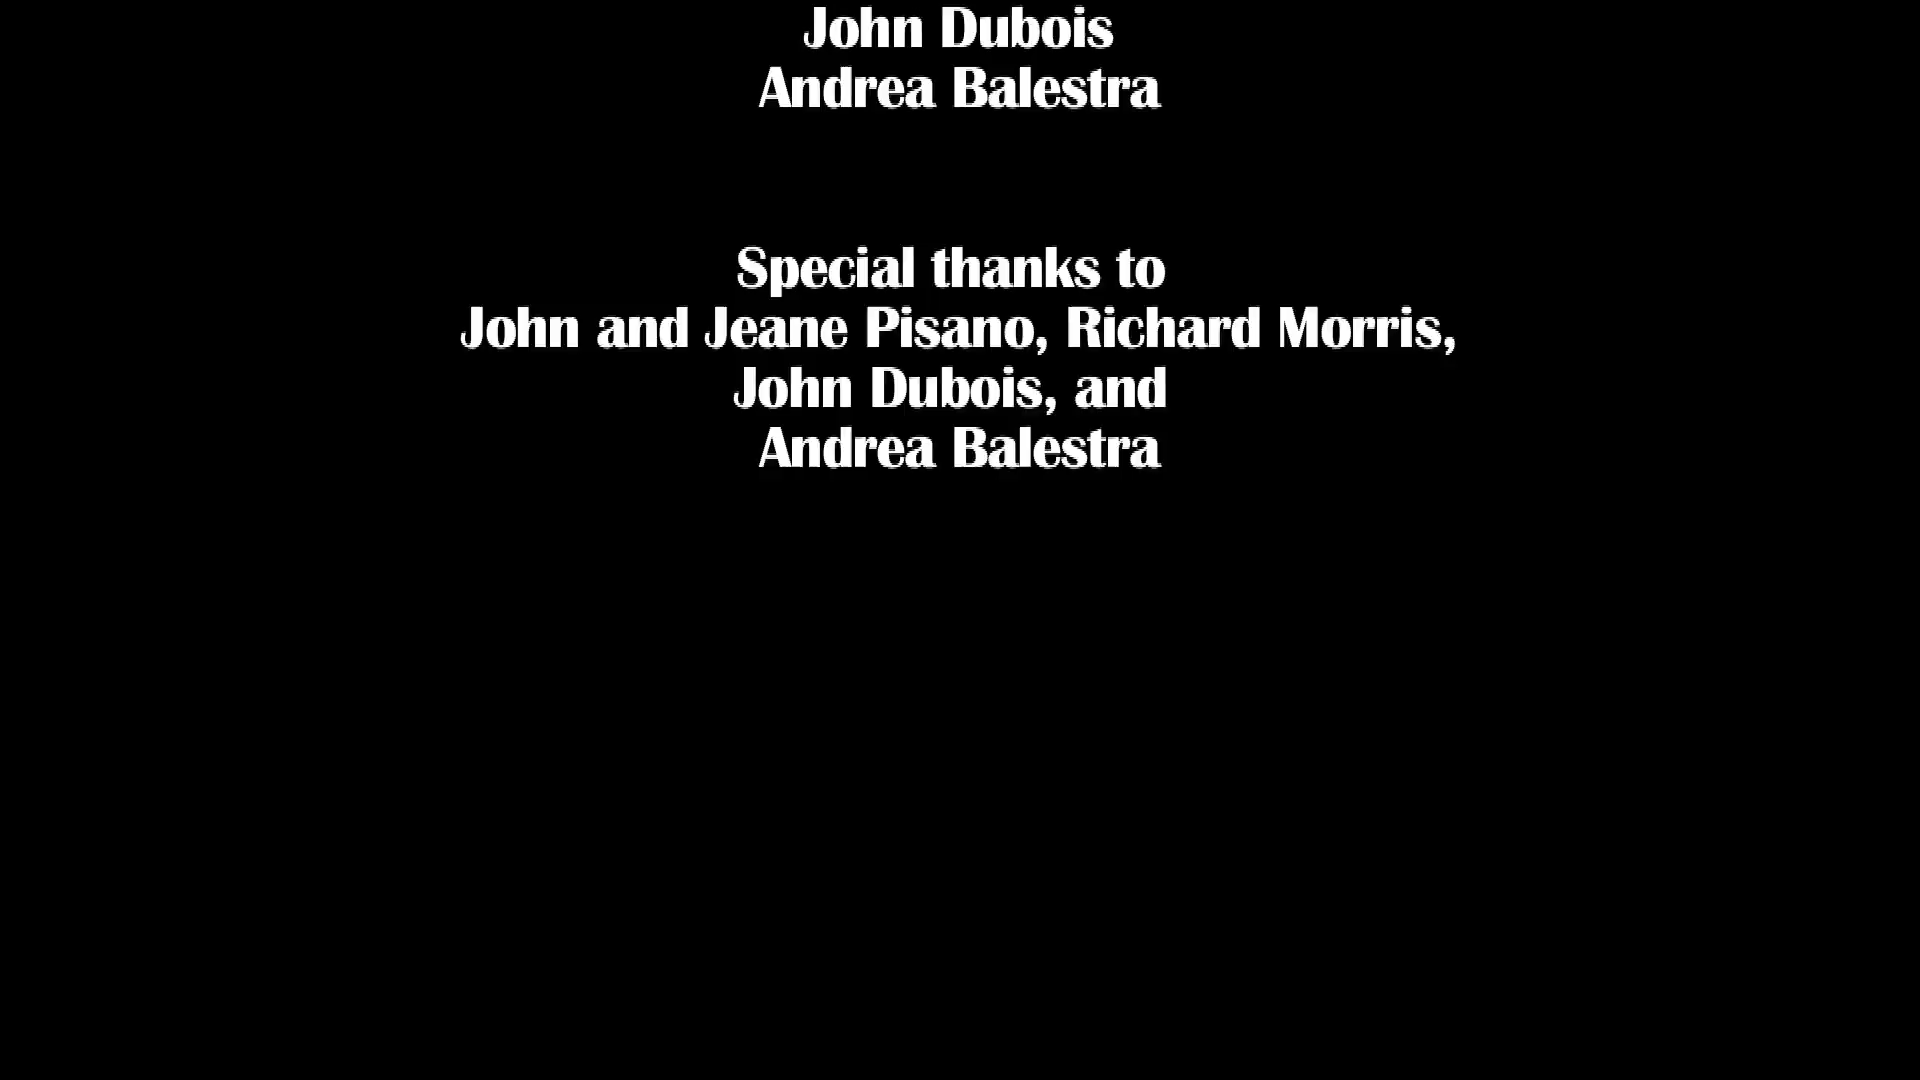 John Dubois
Andrea Balestra
Special thanks to
John and Jeane Pisano, Richard Morris,
John Dubois, and
Andrea Balestra